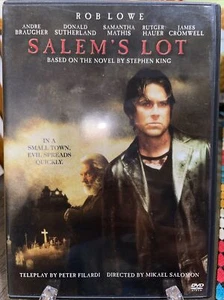 ROB LOWE
ANDRE BRAUGHER DONALD SUTHERLAND SAMANTHA MATHIS RUTGER HAUER JAMES CROMWELL
SALEM'S LOT
BASED ON THE NOVEL BY STEPHEN KING
IN A
SMALL TOWN,
EVIL SPREADS
QUICKLY.
TELEPLAY BY PETER FILARDI DIRECTED BY MIKAEL SALOMON
DVD